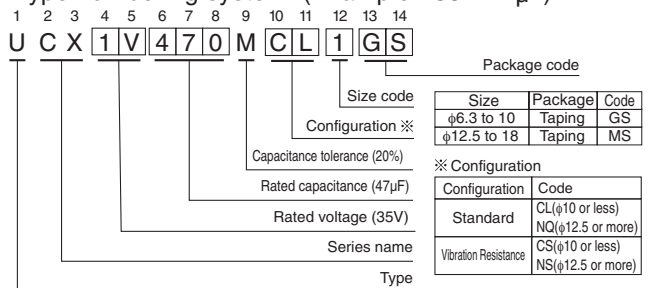 1 2 3 4 5 6 7 8 9 10 11 12 13 14
U C X 1 V 4 7 0 M C L 1 G S
Package code
Size code
Configuration ※
Capacitance tolerance (20%)
Rated capacitance (47µF)
Rated voltage (35V)
Series name
Type
Size Package Code
ϕ6.3 to 10 Taping GS
ϕ12.5 to 18 Taping MS
※ Configuration
Configuration Code
Standard CL(ϕ10 or less)
NQ(ϕ12.5 or more)
Vibration Resistance CS(ϕ10 or less)
NS(ϕ12.5 or more)